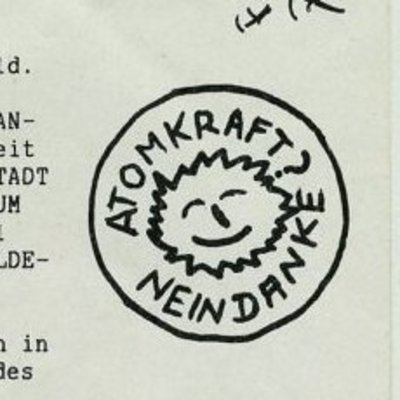 ld.
AN-
eit
TADT
UM
LDE-
n in
des
ATOMKRAFT?
NEIN DANKE